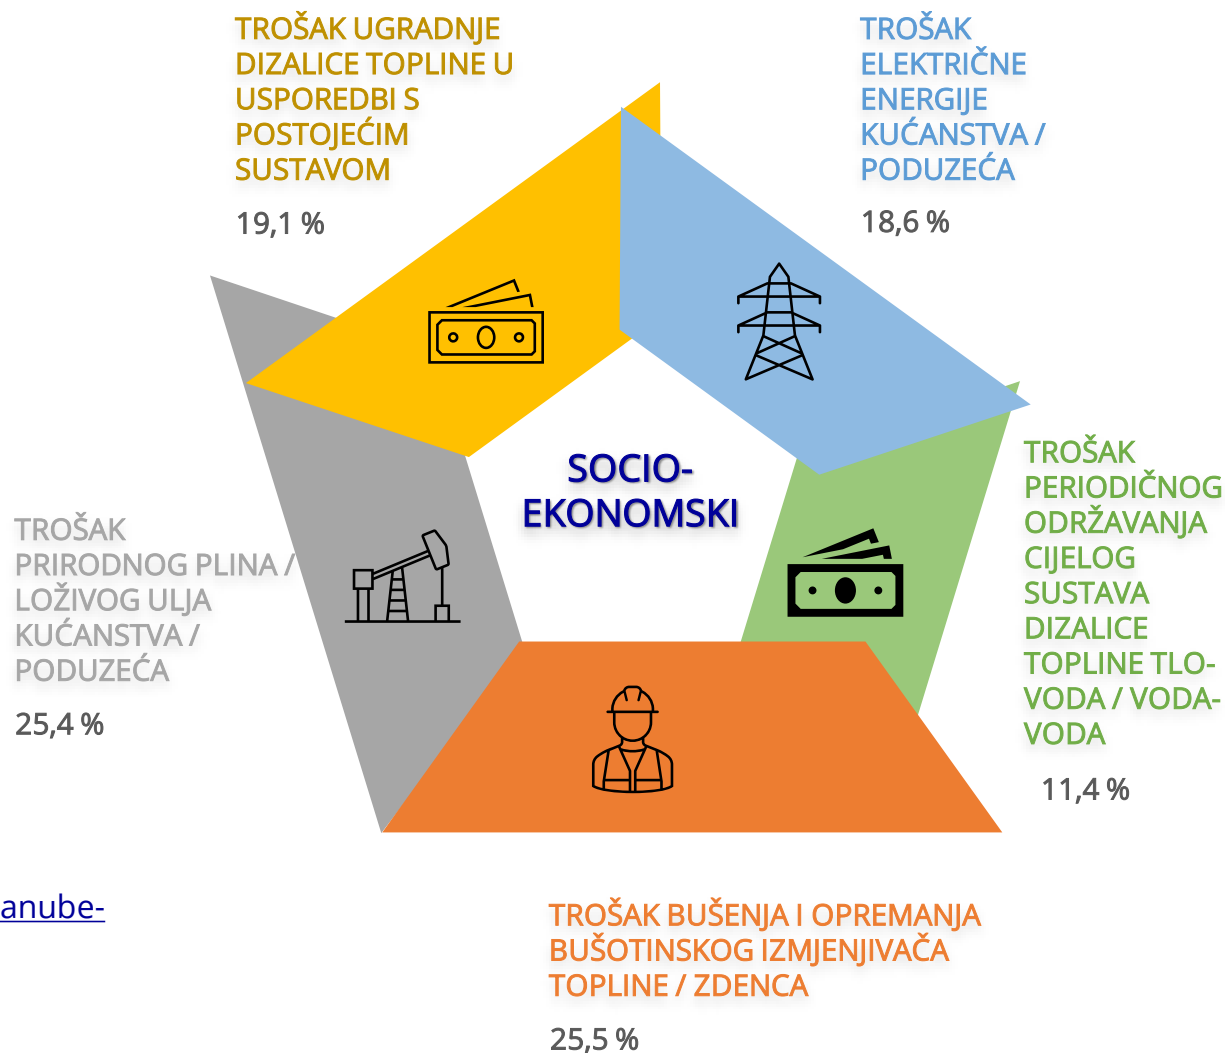 TROŠAK UGRADNJE
DIZALICE TOPLINE U
USPOREDBI S
POSTOJEĆIM
SUSTAVOM
19,1 %
TROŠAK
ELEKTRIČNE
ENERGIJE
KUĆANSTVA /
PODUZEĆA
18,6 %
SOCIO-
EKONOMSKI
TROŠAK
PERIODIČNOG
ODRŽAVANJA
CIJELOG
SUSTAVA
DIZALICE
TOPLINE TLO-
VODA / VODA-
VODA
11,4 %
TROŠAK
PRIRODNOG PLINA /
LOŽIVOG ULJA
KUĆANSTVA /
PODUZEĆA
25,4 %
anube-
TROŠAK BUŠENJA I OPREMANJA
BUŠOTINSKOG IZMJENJIVAČA
TOPLINE / ZDENCA
25,5 %